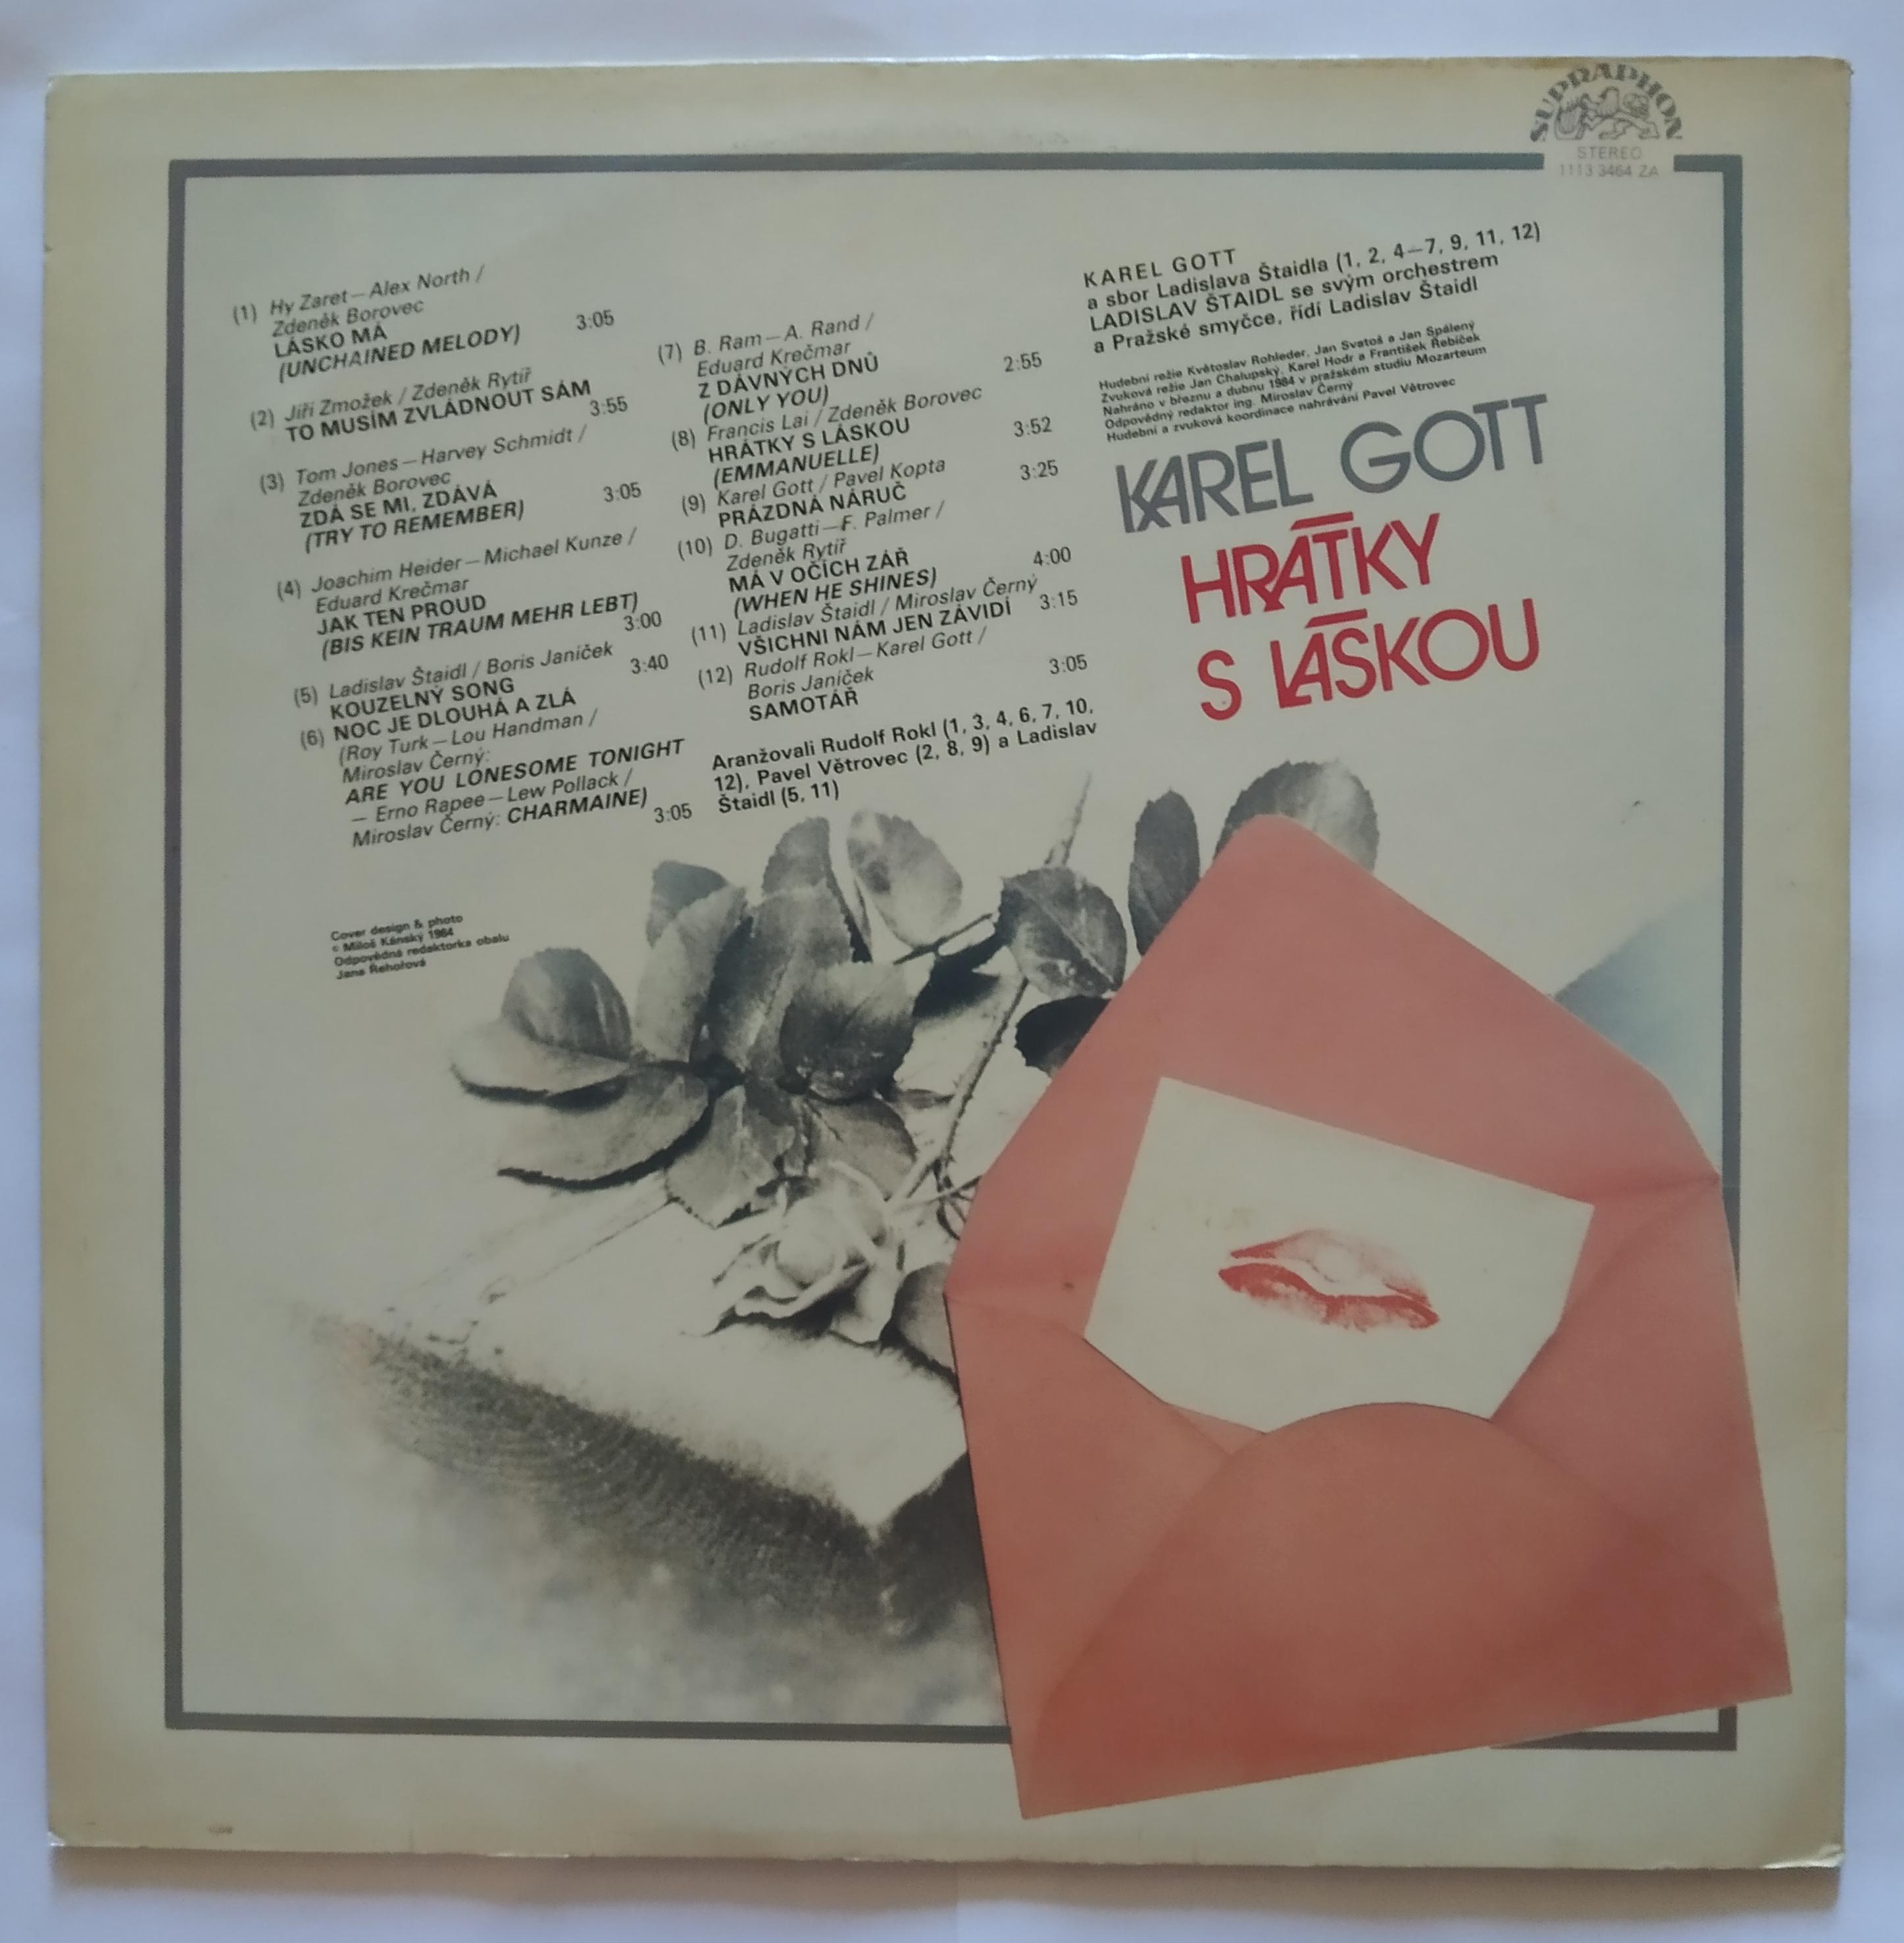 SUPRAPHON
STEREO
1113 3464 ZA
(1) Hy Zaret – Alex North /
Zdeněk Borovec
LÁSKO MÁ
(UNCHAINED MELODY) 3:05
(2) Jiří Zmožek / Zdeněk Rytíř
TO MUSÍM ZVLÁDNOUT SÁM
3:55
(3) Tom Jones – Harvey Schmidt /
Zdeněk Borovec
ZDÁ SE MI, ZDÁVÁ 3:05
(TRY TO REMEMBER)
(4) Joachim Heider – Michael Kunze /
Eduard Krečmar
JAK TEN PROUD
(BIS KEIN TRAUM MEHR LEBT)
3:00
(5) Ladislav Štaidl / Boris Janíček
KOUZELNÝ SONG 3:40
(6) NOC JE DLOUHÁ A ZLÁ
(Roy Turk – Lou Handman /
Miroslav Černý:
ARE YOU LONESOME TONIGHT
– Erno Rapee – Lew Pollack /
Miroslav Černý: CHARMAINE)
3:05
(7) B. Ram – A. Rand /
Eduard Krečmar
Z DÁVNÝCH DNŮ 2:55
(ONLY YOU)
(8) Francis Lai / Zdeněk Borovec
HRÁTKY S LÁSKOU 3:52
(EMMANUELLE)
(9) Karel Gott / Pavel Kopta 3:25
PRÁZDNÁ NÁRUČ
(10) D. Bugatti – F. Palmer /
Zdeněk Rytíř
MÁ V OČÍCH ZÁŘ 4:00
(WHEN HE SHINES)
(11) Ladislav Štaidl / Miroslav Černý
VŠICHNI NÁM JEN ZÁVIDÍ 3:15
(12) Rudolf Rokl – Karel Gott /
Boris Janíček 3:05
SAMOTÁŘ
Aranžovali Rudolf Rokl (1, 3, 4, 6, 7, 10,
12), Pavel Větrovec (2, 8, 9) a Ladislav
Štaidl (5, 11)
KAREL GOTT
a sbor Ladislava Štaidla (1, 2, 4–7, 9, 11, 12)
LADISLAV ŠTAIDL se svým orchestrem
a Pražské smyčce, řídí Ladislav Štaidl
Hudební režie Květoslav Rohleder, Jan Svatoš a Jan Spálený
Zvuková režie Jan Chalupský, Karel Hodr a František Řebíček
Nahráno v březnu a dubnu 1984 v pražském studiu Mozarteum
Odpovědný redaktor ing. Miroslav Černý
Hudební a zvuková koordinace nahrávání Pavel Větrovec
KAREL GOTT
HRÁTKY
S LÁSKOU
Cover design & photo
© Miloš Kánský 1984
Odpovědná redaktorka obalu
Jana Řehořová